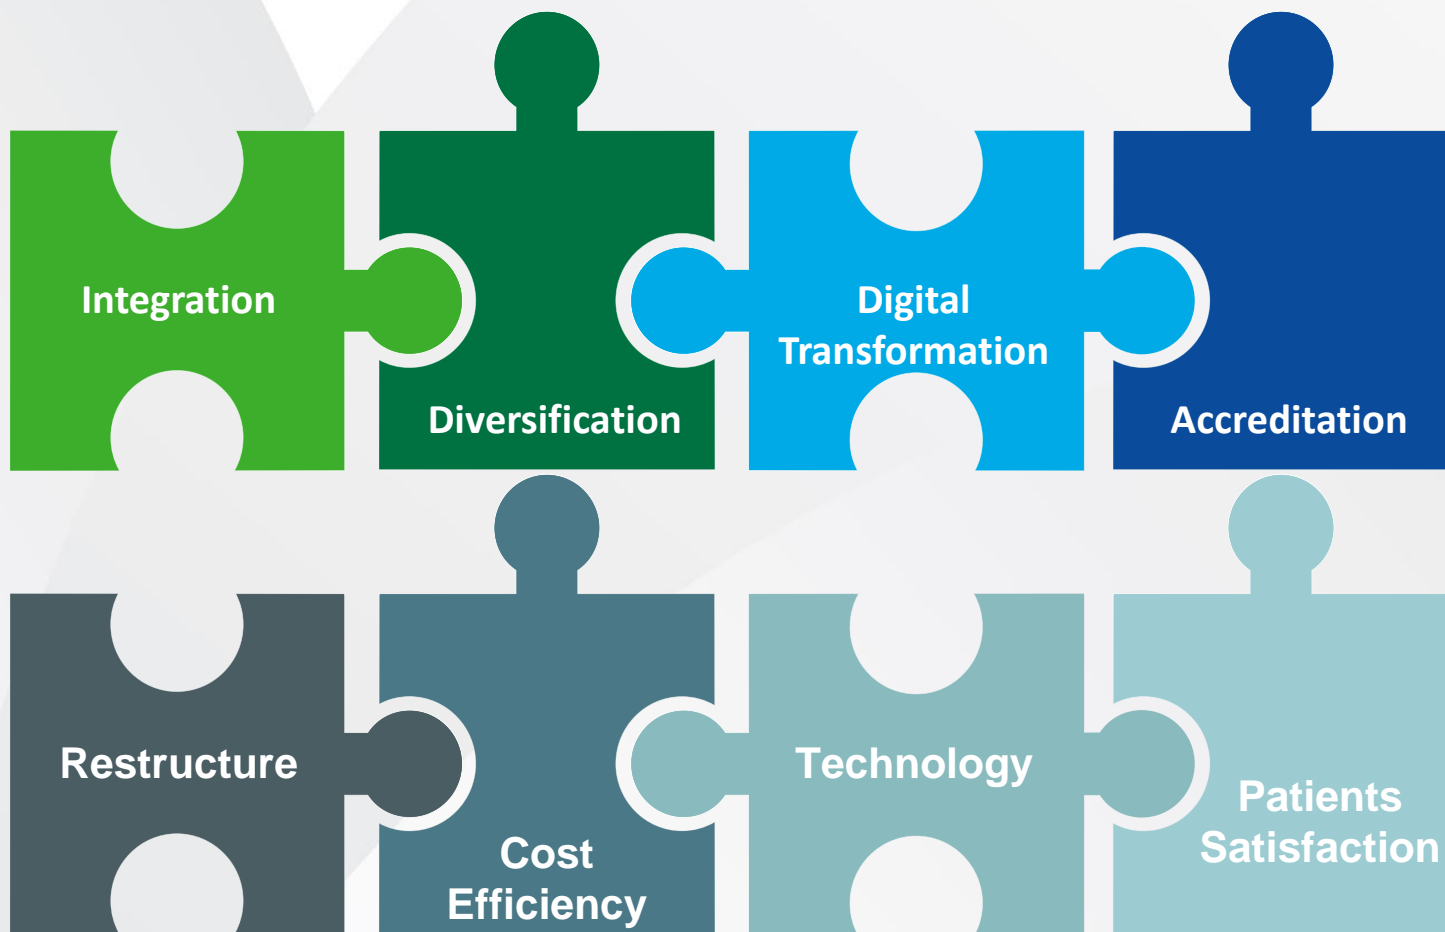 Integration
Diversification
Digital
Transformation
Accreditation
Restructure
Cost
Efficiency
Technology
Patients
Satisfaction